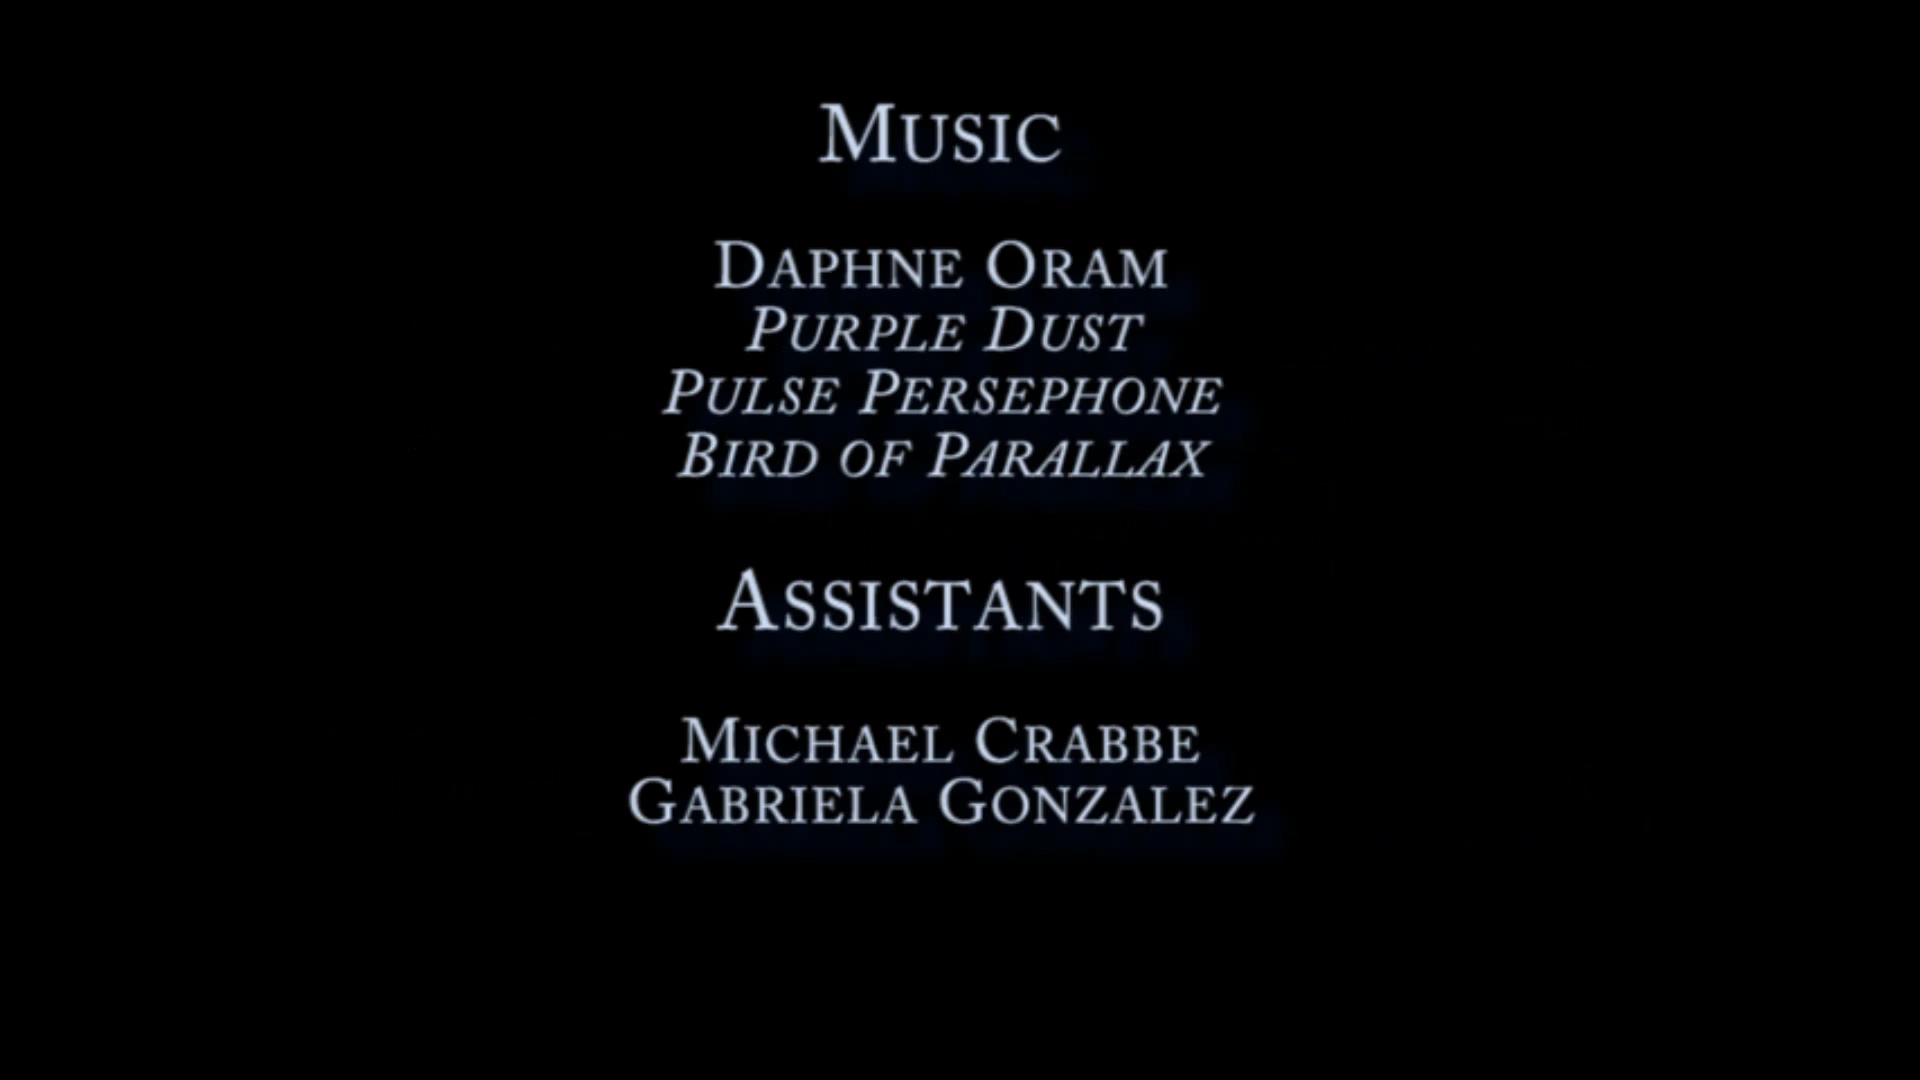 Music
Daphne Oram
Purple Dust
Pulse Persephone
Bird of Parallax
Assistants
Michael Crabbe
Gabriela Gonzalez